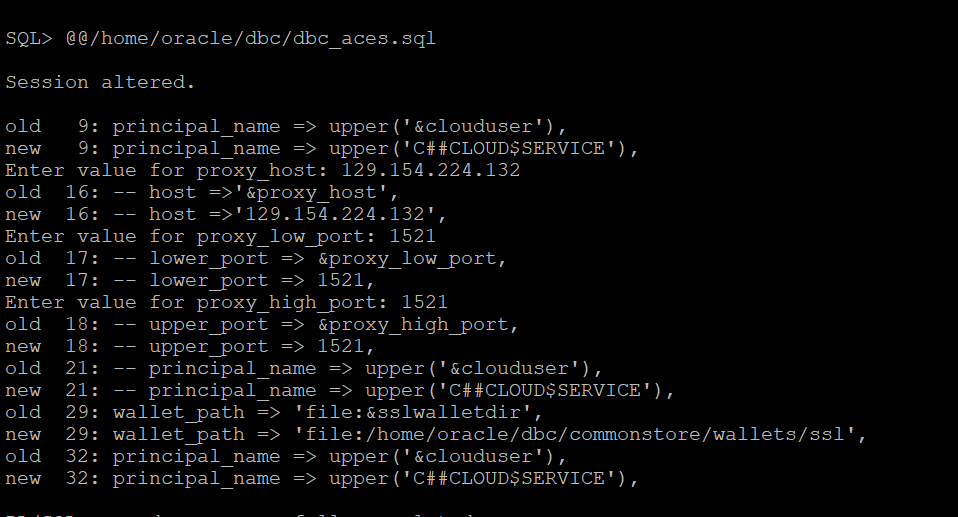 SQL> @@/home/oracle/dbc/dbc_aces.sql
Session altered.
old   9: principal_name => upper('&clouduser'),
new   9: principal_name => upper('C##CLOUD$SERVICE'),
Enter value for proxy_host: 129.154.224.132
old  16: -- host =>'&proxy_host',
new  16: -- host =>'129.154.224.132',
Enter value for proxy_low_port: 1521
old  17: -- lower_port => &proxy_low_port,
new  17: -- lower_port => 1521,
Enter value for proxy_high_port: 1521
old  18: -- upper_port => &proxy_high_port,
new  18: -- upper_port => 1521,
old  21: -- principal_name => upper('&clouduser'),
new  21: -- principal_name => upper('C##CLOUD$SERVICE'),
old  29: wallet_path => 'file:&sslwalletdir',
new  29: wallet_path => 'file:/home/oracle/dbc/commonstore/wallets/ssl',
old  32: principal_name => upper('&clouduser'),
new  32: principal_name => upper('C##CLOUD$SERVICE'),